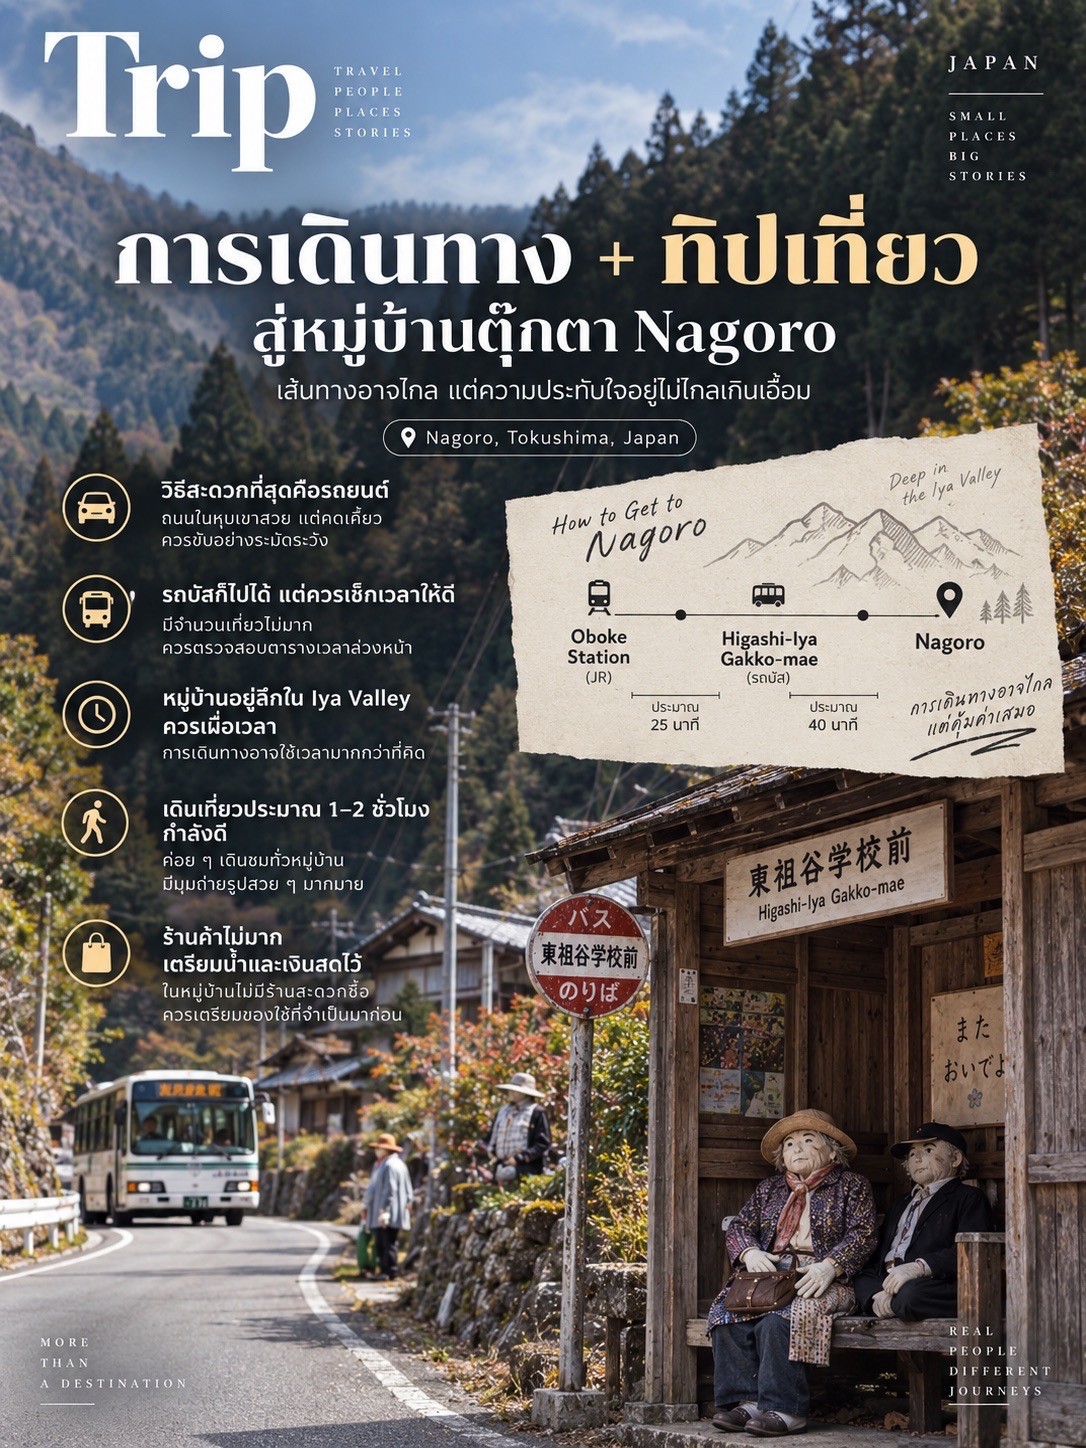 Trip
TRAVEL
PEOPLE
PLACES
STORIES
JAPAN
SMALL
PLACES
BIG
STORIES
การเดินทาง + ทิปเที่ยว
สู่หมู่บ้านตุ๊กตา Nagoro
เส้นทางอาจไกล แต่ความประทับใจอยู่ไม่ไกลเกินเอื้อม
Nagoro, Tokushima, Japan
วิธีสะดวกที่สุดคือรถยนต์
ถนนในหุบเขาสวย แต่คดเคี้ยว
ควรขับอย่างระมัดระวัง
รถบัสก็ไปได้ แต่ควรเช็กเวลาให้ดี
มีจำนวนเที่ยวไม่มาก
ควรตรวจสอบตารางเวลาล่วงหน้า
หมู่บ้านอยู่ลึกใน Iya Valley
ควรเผื่อเวลา
การเดินทางอาจใช้เวลามากกว่าที่คิด
เดินเที่ยวประมาณ 1–2 ชั่วโมง
กำลังดี
ค่อย ๆ เดินชมทั่วหมู่บ้าน
มีมุมถ่ายรูปสวย ๆ มากมาย
ร้านค้าไม่มาก
เตรียมน้ำและเงินสดไว้
ในหมู่บ้านไม่มีร้านสะดวกซื้อ
ควรเตรียมของใช้ที่จำเป็นมาก่อน
How to Get to
Nagoro
Deep in
the Iya Valley
Oboke
Station
(JR)
Higashi-Iya
Gakko-mae
(รถบัส)
Nagoro
ประมาณ
25 นาที
ประมาณ
40 นาที
การเดินทางอาจไกล
แต่คุ้มค่าเสมอ
東祖谷学校前
Higashi-Iya Gakko-mae
バス
東祖谷学校前
のりば
また
おいでよ
MORE
THAN
A DESTINATION
REAL
PEOPLE
DIFFERENT
JOURNEYS